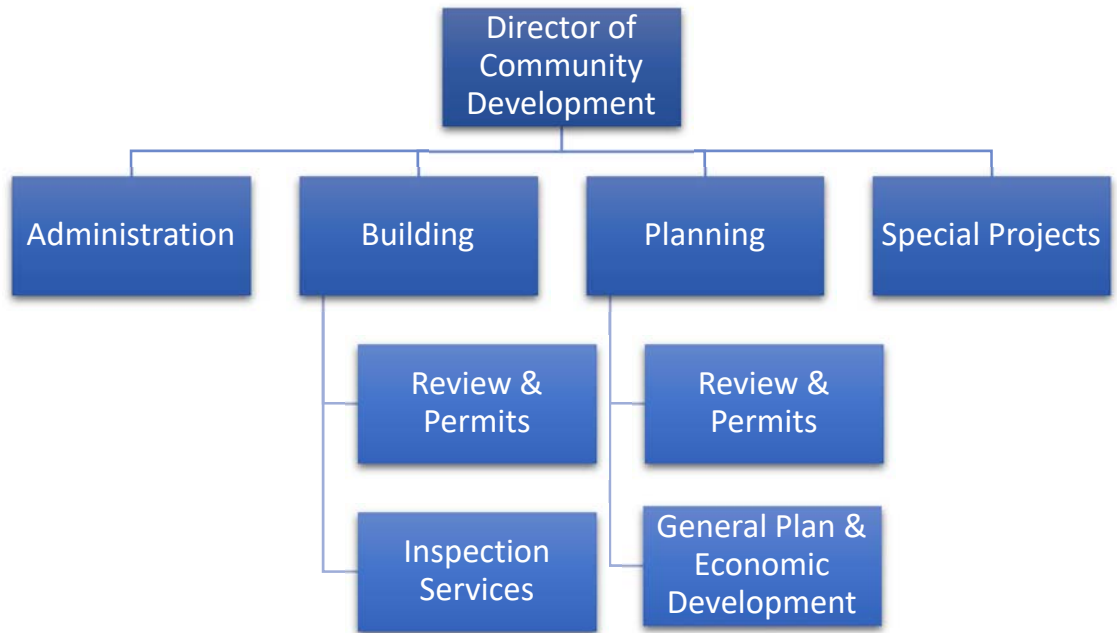 Director of
Community
Development
Administration
Building
Planning
Special Projects
Review &
Permits
Review &
Permits
Inspection
Services
General Plan &
Economic
Development